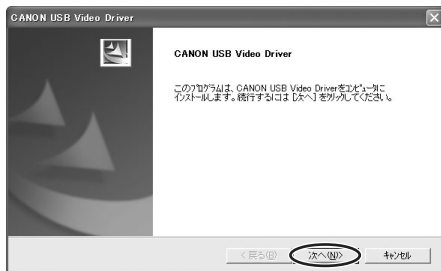 CANON USB Video Driver
CANON USB Video Driver
このﾌﾟﾛｸﾞﾗﾑは、CANON USB Video Driverをｺﾝﾋﾟｭｰﾀに
ｲﾝｽﾄｰﾙします。続行するには [次へ] をｸﾘｯｸしてください。
< 戻る(B)
次へ(N)>
ｷｬﾝｾﾙ